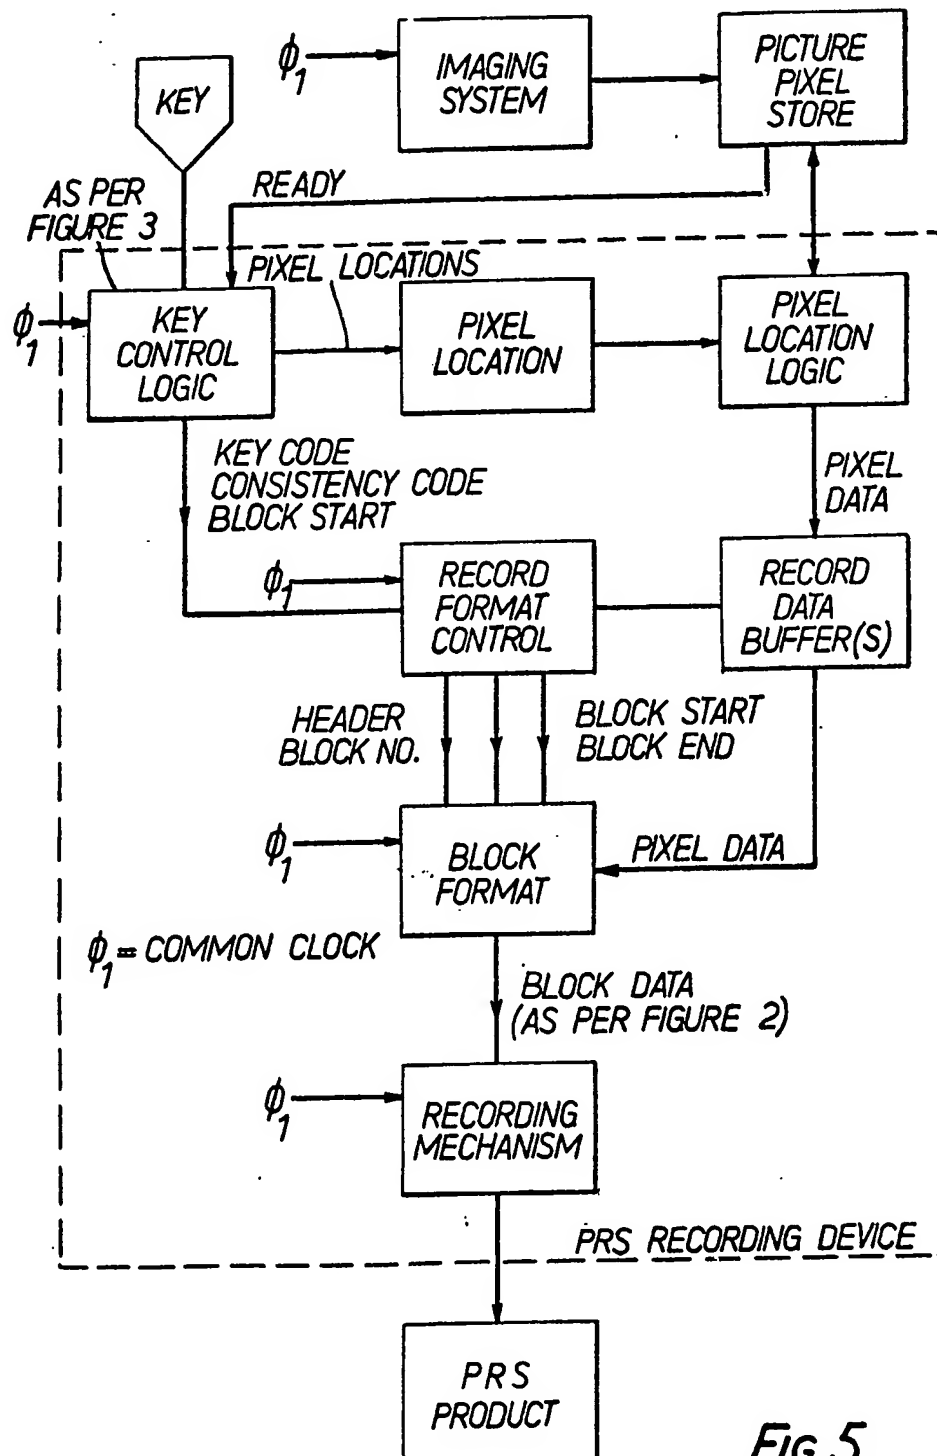 ϕ1
IMAGING
SYSTEM
PICTURE
PIXEL
STORE
KEY
AS PER
FIGURE 3
READY
PIXEL LOCATIONS
ϕ1
KEY
CONTROL
LOGIC
PIXEL
LOCATION
PIXEL
LOCATION
LOGIC
KEY CODE
CONSISTENCY CODE
BLOCK START
PIXEL
DATA
ϕ1
RECORD
FORMAT
CONTROL
RECORD
DATA
BUFFER(S)
HEADER
BLOCK NO.
BLOCK START
BLOCK END
ϕ1
BLOCK
FORMAT
PIXEL DATA
ϕ1 = COMMON CLOCK
BLOCK DATA
(AS PER FIGURE 2)
ϕ1
RECORDING
MECHANISM
PRS RECORDING DEVICE
PRS
PRODUCT
FIG. 5